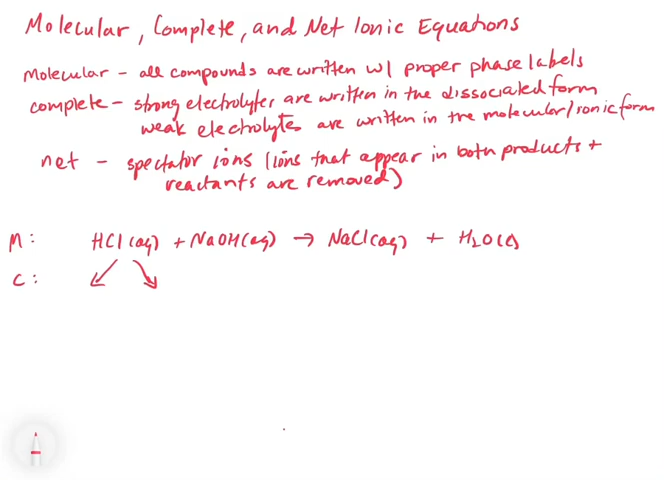 Molecular, Complete, and Net Ionic Equations
Molecular - all compounds are written w/ proper phase labels
complete - strong electrolytes are written in the dissociated form
weak electrolytes are written in the molecular/ionic form
net - spectator ions (ions that appear in both products +
reactants are removed)
M: HCl(aq) + NaOH(aq) → NaCl(aq) + H₂O(l)
C: